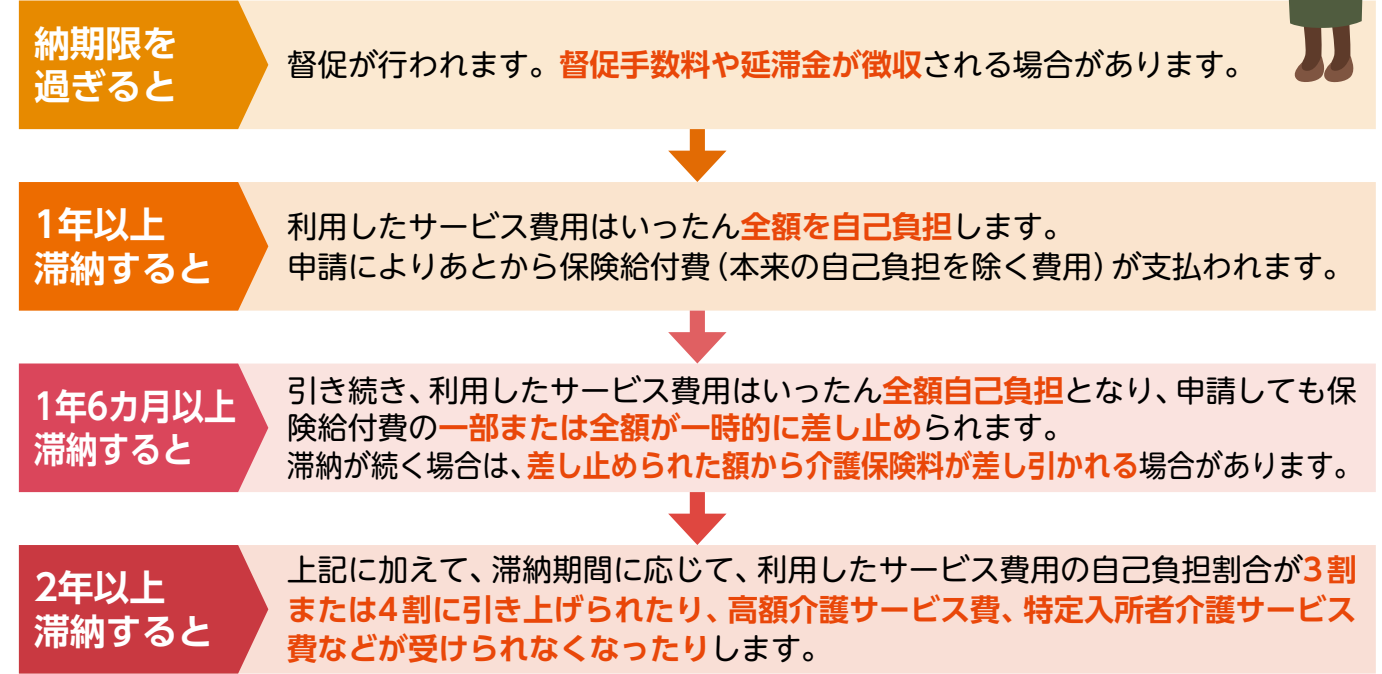 納期限を
過ぎると
督促が行われます。督促手数料や延滞金が徴収される場合があります。
1年以上
滞納すると
利用したサービス費用はいったん全額を自己負担します。
申請によりあとから保険給付費（本来の自己負担を除く費用）が支払われます。
1年6カ月以上
滞納すると
引き続き、利用したサービス費用はいったん全額自己負担となり、申請しても保
険給付費の一部または全額が一時的に差し止められます。
滞納が続く場合は、差し止められた額から介護保険料が差し引かれる場合があります。
2年以上
滞納すると
上記に加えて、滞納期間に応じて、利用したサービス費用の自己負担割合が3割
または4割に引き上げられたり、高額介護サービス費、特定入所者介護サービス
費などが受けられなくなったりします。